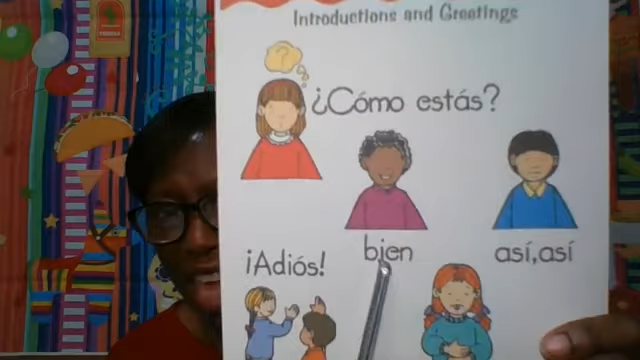 Introductions and Greetings
¿Cómo estás?
bien
así,así
¡Adiós!